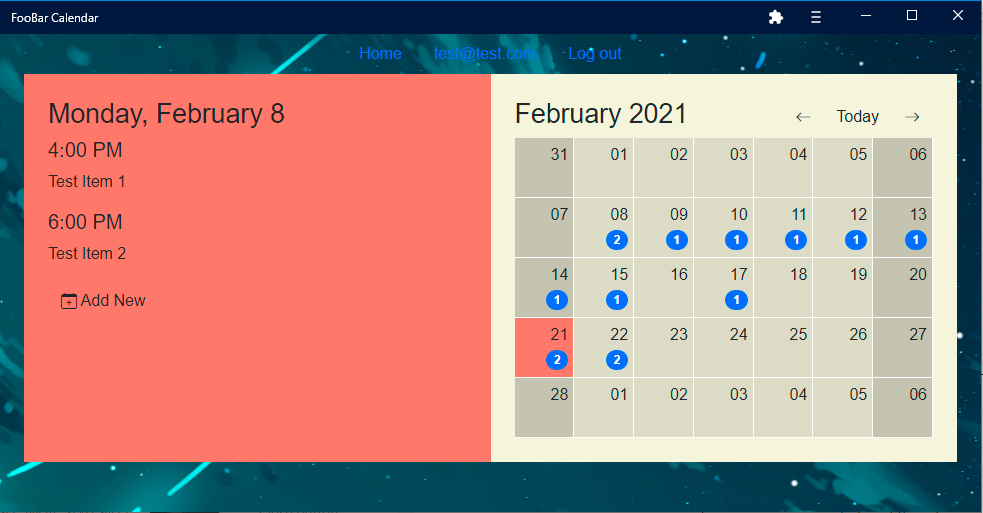 FooBar Calendar
Home test@test.com Log out
Monday, February 8
4:00 PM
Test Item 1
6:00 PM
Test Item 2
Add New
February 2021 Today
31 01 02 03 04 05 06
07 08 09 10 11 12 13
2 1 1 1 1 1
14 15 16 17 18 19 20
1 1 1
21 22 23 24 25 26 27
2 2
28 01 02 03 04 05 06